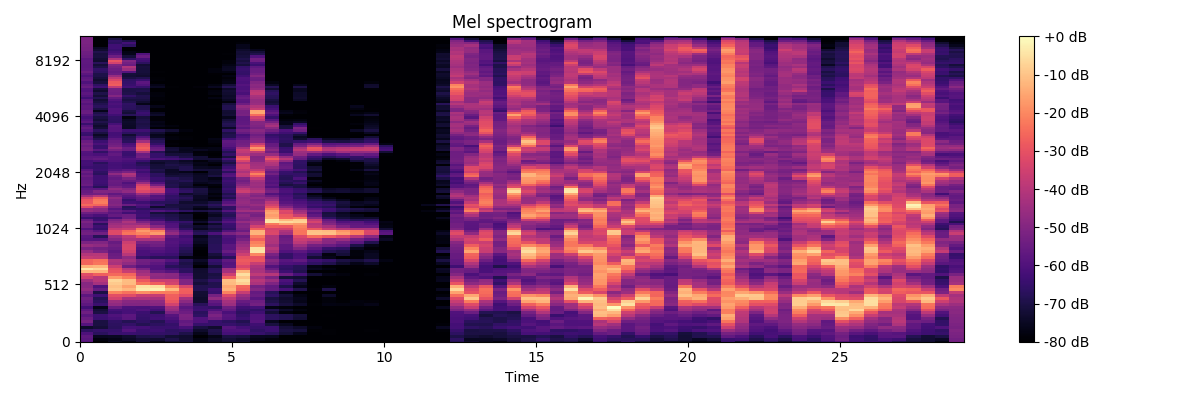 Mel spectrogram
8192
4096
2048
1024
512
0
Hz
0 5 10 15 20 25
Time
+0 dB
-10 dB
-20 dB
-30 dB
-40 dB
-50 dB
-60 dB
-70 dB
-80 dB